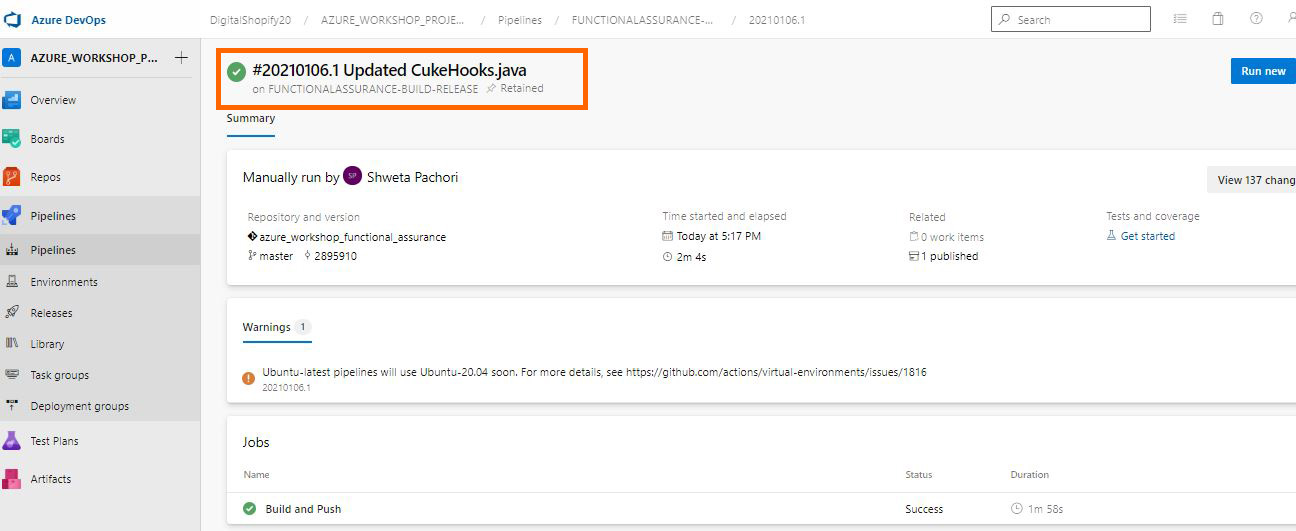 Azure DevOps
DigitalShopify20 / AZURE_WORKSHOP_PROJE... / Pipelines / FUNCTIONALASSURANCE-... / 20210106.1
Search
A AZURE_WORKSHOP_P...
Overview
Boards
Repos
Pipelines
Pipelines
Environments
Releases
Library
Task groups
Deployment groups
Test Plans
Artifacts
#20210106.1 Updated CukeHooks.java
on FUNCTIONALASSURANCE-BUILD-RELEASE Retained
Run new
Summary
Manually run by SP Shweta Pachori
View 137 chang
Repository and version
azure_workshop_functional_assurance
master 2895910
Time started and elapsed
Today at 5:17 PM
2m 4s
Related
0 work items
1 published
Tests and coverage
Get started
Warnings 1
Ubuntu-latest pipelines will use Ubuntu-20.04 soon. For more details, see https://github.com/actions/virtual-environments/issues/1816
20210106.1
Jobs
Name Status Duration
Build and Push Success 1m 58s